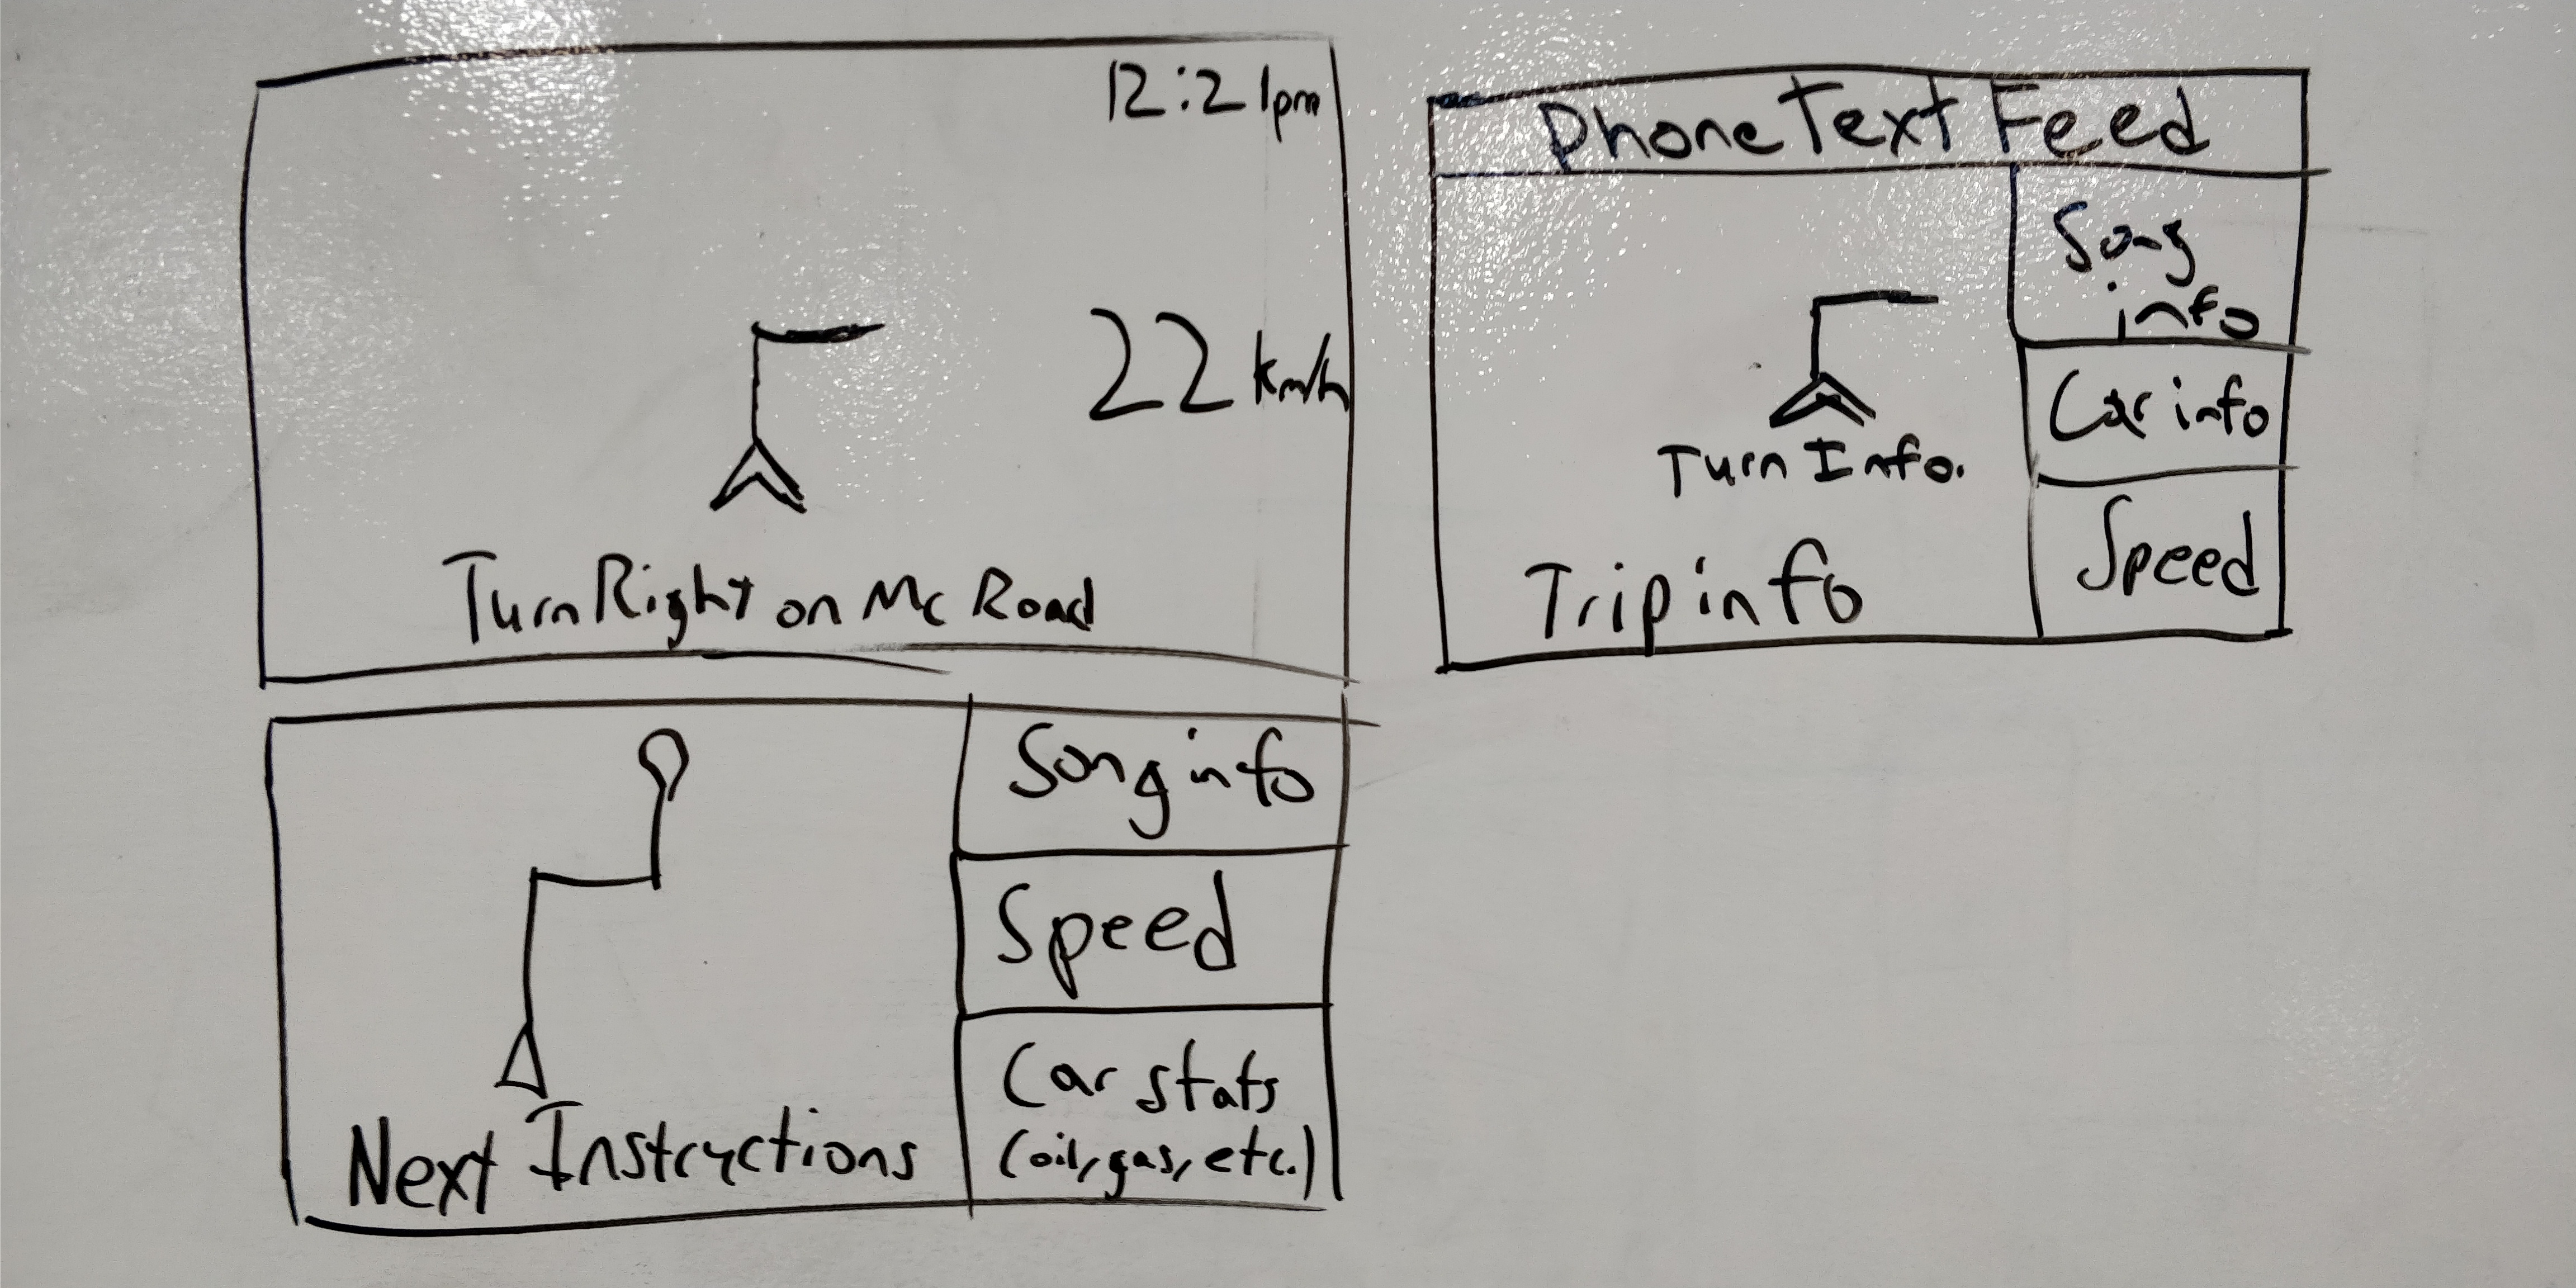 12:21pm
22 km/h
Turn Right on Mc Road
Phone Text Feed
Song
info
Car info
Speed
Turn Info.
Trip info
Song info
Speed
Car stats
(oil, gas, etc.)
Next Instructions